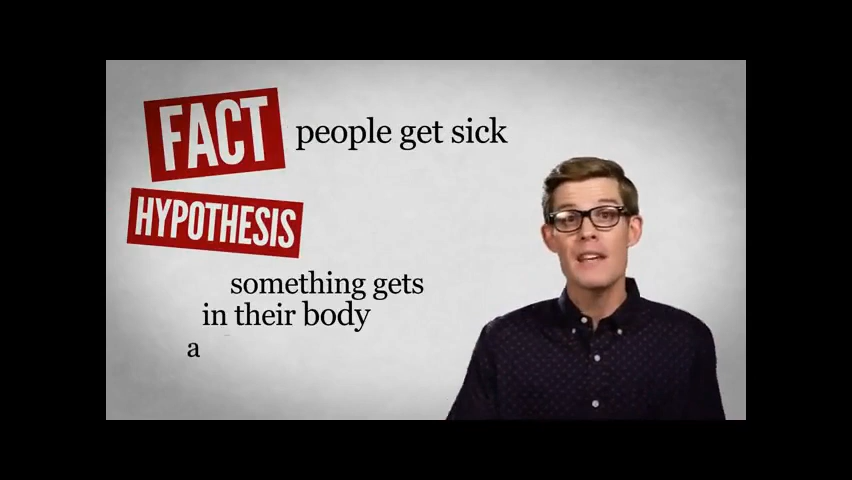 FACT people get sick
HYPOTHESIS
something gets
in their body
a